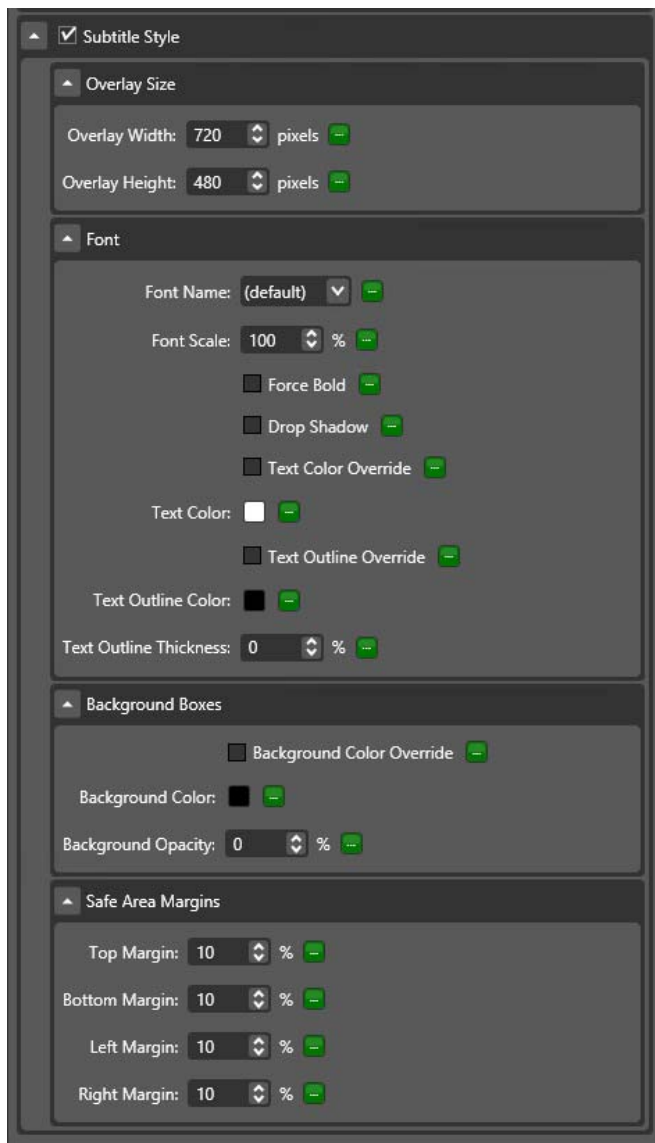 Subtitle Style
Overlay Size
Overlay Width: 720 pixels
Overlay Height: 480 pixels
Font
Font Name: (default)
Font Scale: 100 %
Force Bold
Drop Shadow
Text Color Override
Text Color:
Text Outline Override
Text Outline Color:
Text Outline Thickness: 0 %
Background Boxes
Background Color Override
Background Color:
Background Opacity: 0 %
Safe Area Margins
Top Margin: 10 %
Bottom Margin: 10 %
Left Margin: 10 %
Right Margin: 10 %